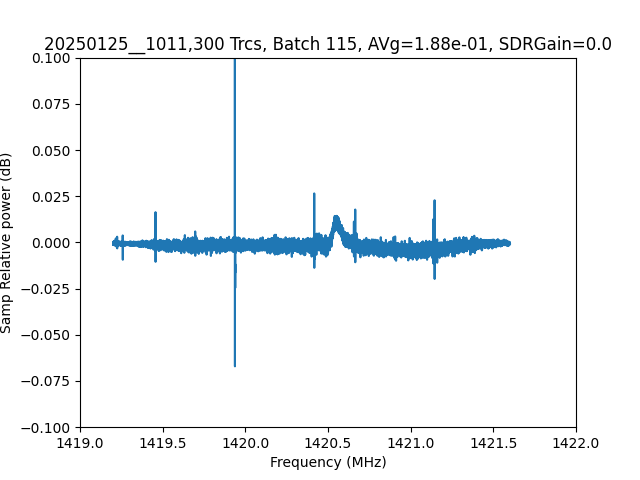 20250125__1011,300 Trcs, Batch 115, AVg=1.88e-01, SDRGain=0.0
0.100
0.075
0.050
0.025
0.000
−0.025
−0.050
−0.075
−0.100
Samp Relative power (dB)
1419.0 1419.5 1420.0 1420.5 1421.0 1421.5 1422.0
Frequency (MHz)